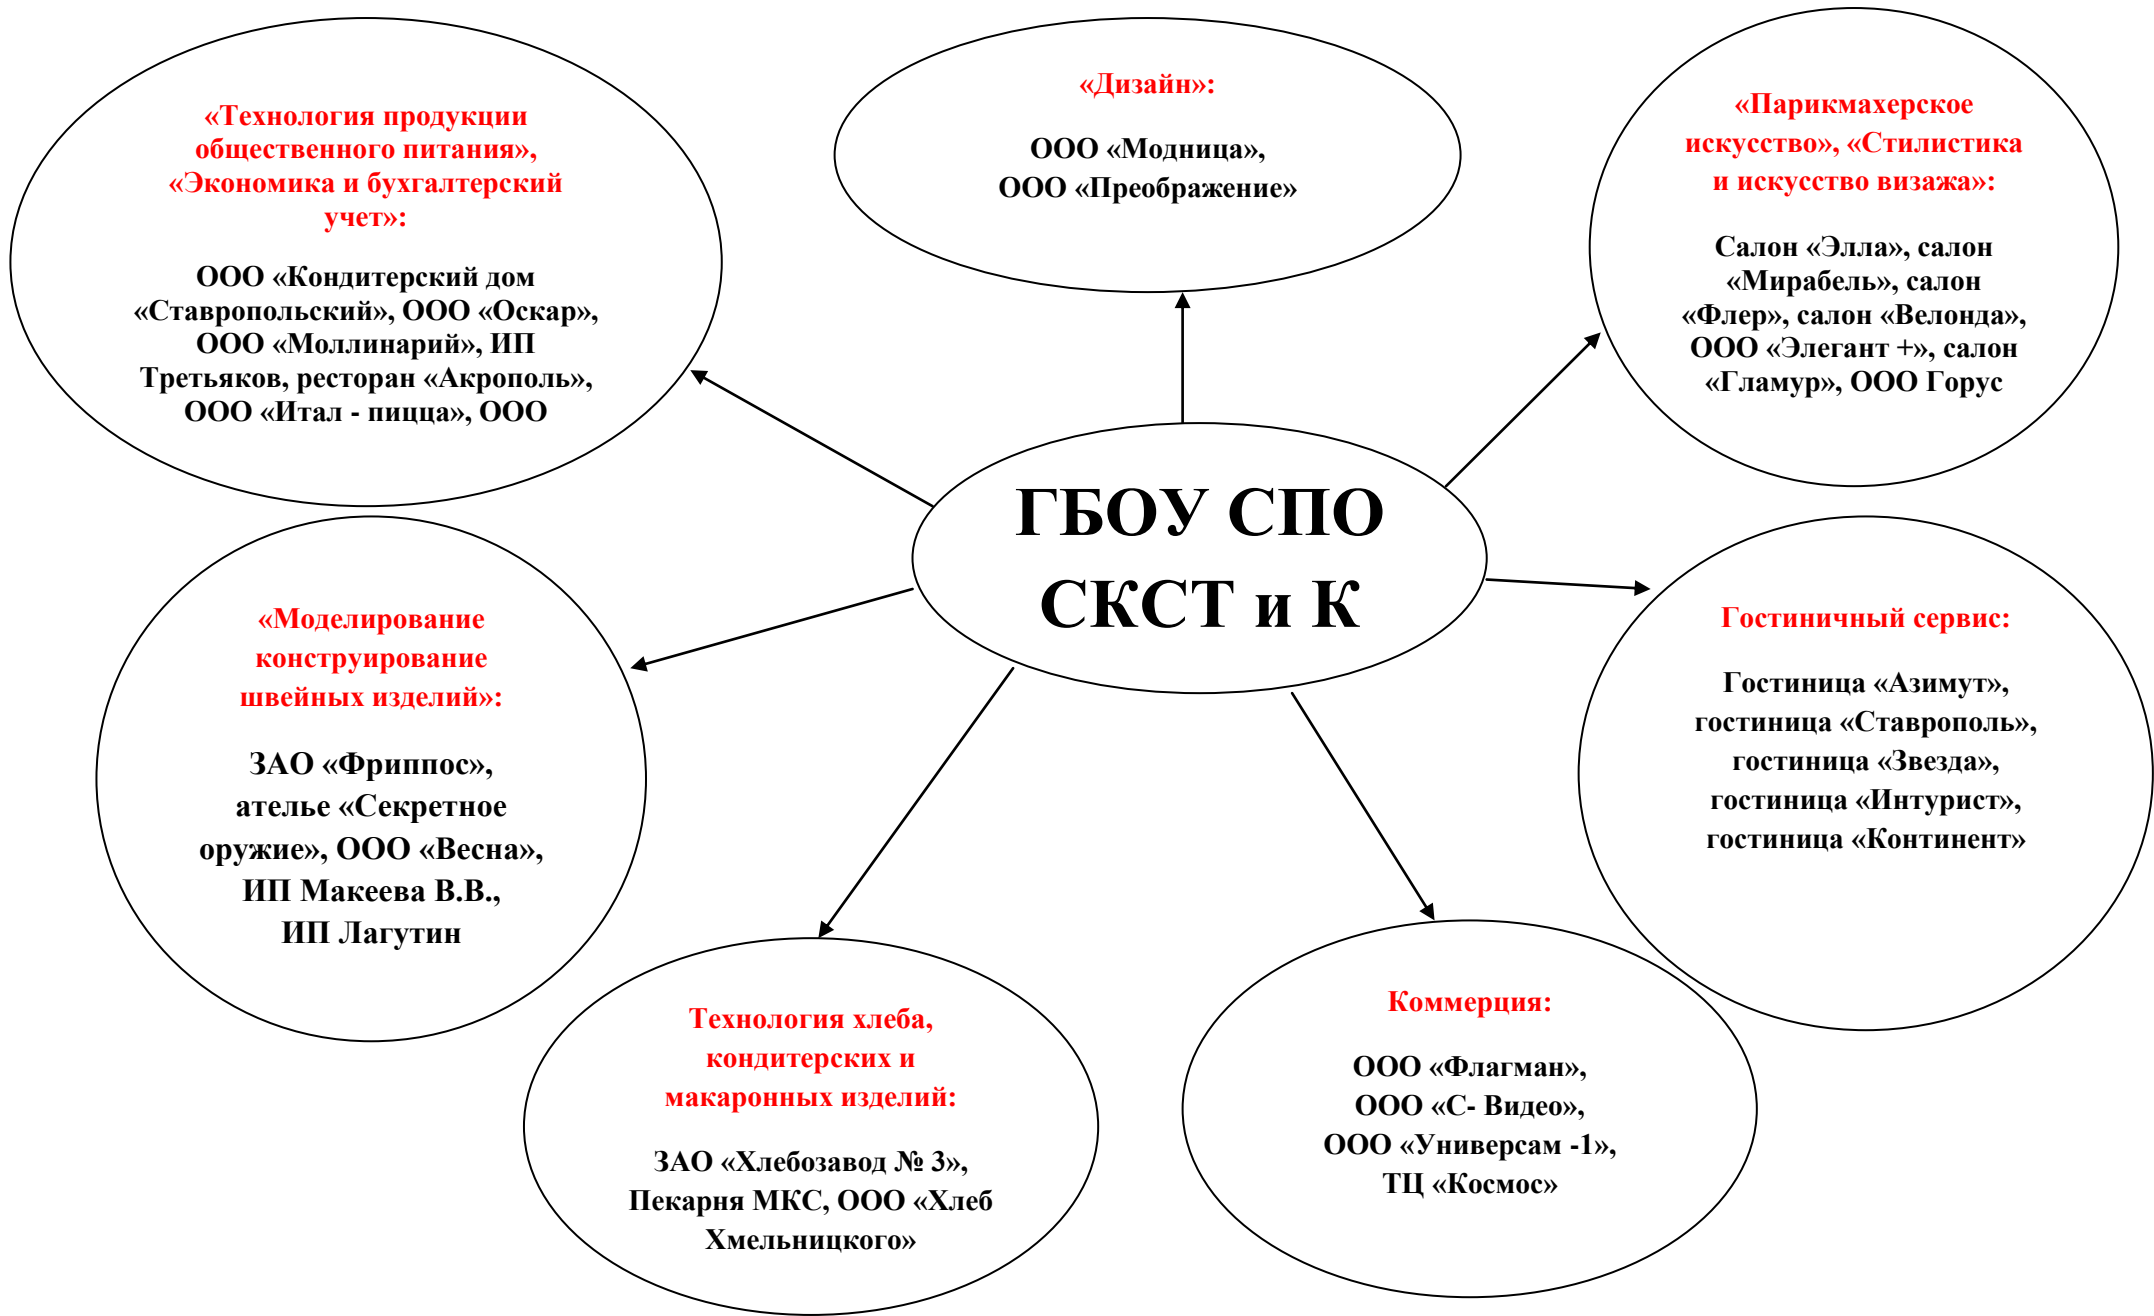 «Технология продукции
общественного питания»,
«Экономика и бухгалтерский
учет»:
ООО «Кондитерский дом
«Ставропольский», ООО «Оскар»,
ООО «Моллинарий», ИП
Третьяков, ресторан «Акрополь»,
ООО «Итал - пицца», ООО
«Дизайн»:
ООО «Модница»,
ООО «Преображение»
«Парикмахерское
искусство», «Стилистика
и искусство визажа»:
Салон «Элла», салон
«Мирабель», салон
«Флер», салон «Велонда»,
ООО «Элегант +», салон
«Гламур», ООО Горус
ГБОУ СПО
СКСТ и К
«Моделирование
конструирование
швейных изделий»:
ЗАО «Фриппос»,
ателье «Секретное
оружие», ООО «Весна»,
ИП Макеева В.В.,
ИП Лагутин
Гостиничный сервис:
Гостиница «Азимут»,
гостиница «Ставрополь»,
гостиница «Звезда»,
гостиница «Интурист»,
гостиница «Континент»
Технология хлеба,
кондитерских и
макаронных изделий:
ЗАО «Хлебозавод № 3»,
Пекарня МКС, ООО «Хлеб
Хмельницкого»
Коммерция:
ООО «Флагман»,
ООО «С- Видео»,
ООО «Универсам -1»,
ТЦ «Космос»